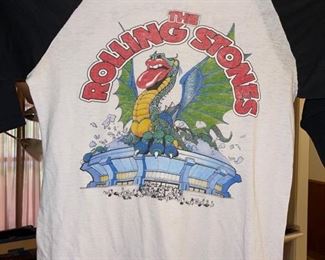 THE
ROLLING STONES